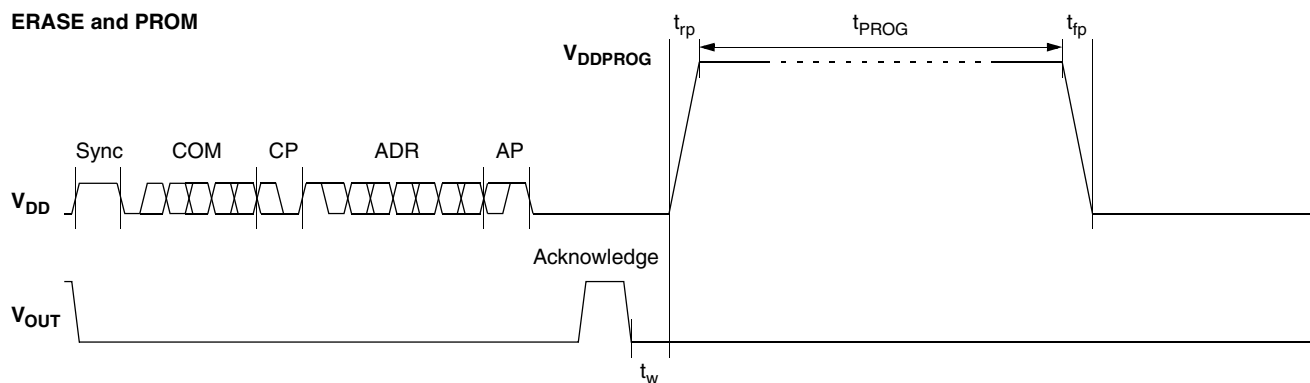 ERASE and PROM
t_rp t_PROG t_fp
V_DDPROG
Sync COM CP ADR AP
V_DD
Acknowledge
V_OUT
t_w